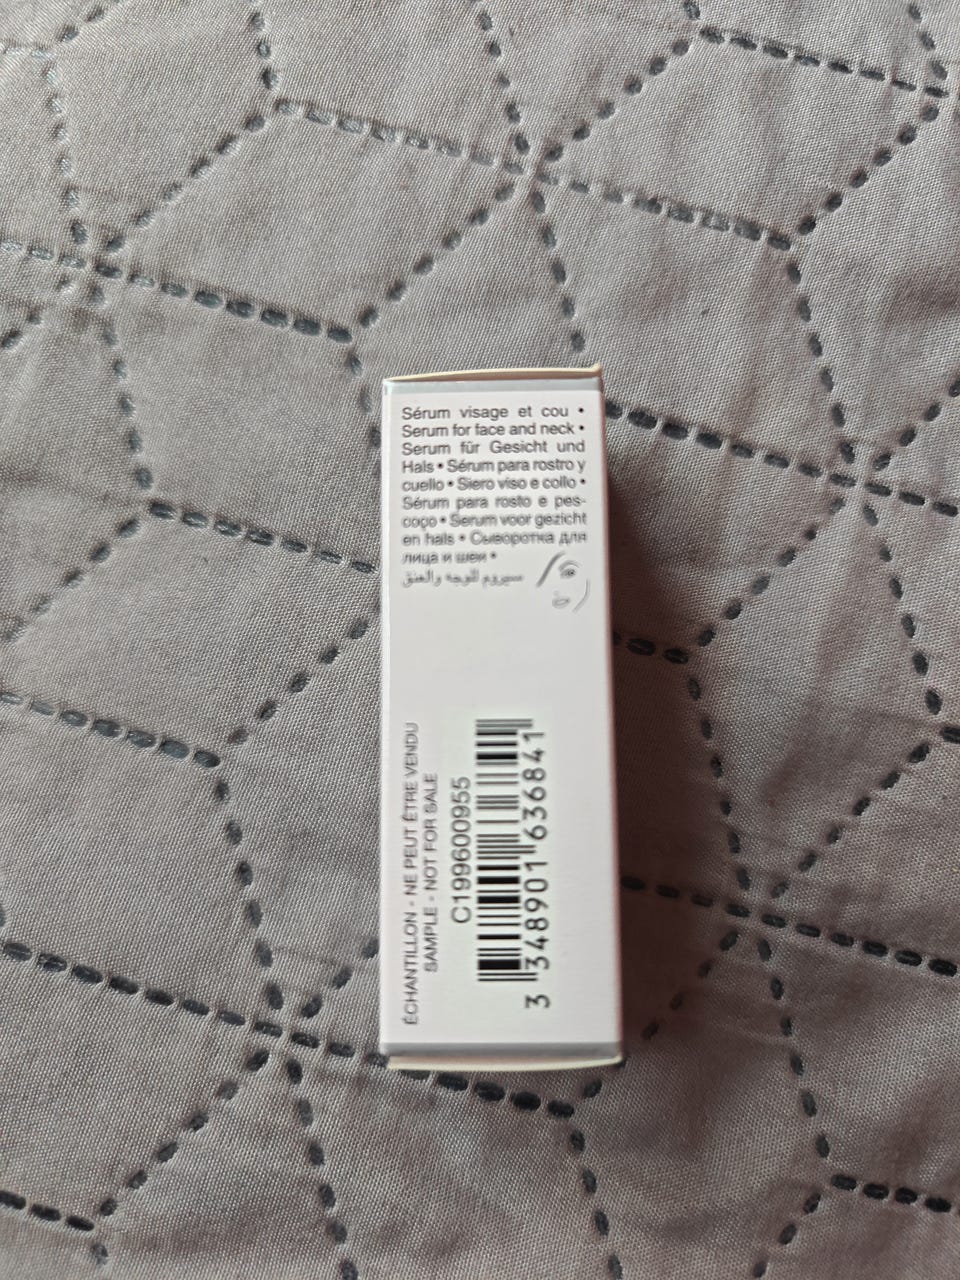 Sérum visage et cou •
Serum for face and neck •
Serum für Gesicht und
Hals • Sérum para rostro y
cuello • Siero viso e collo •
Sérum para rosto e pes-
coço • Serum voor gezicht
en hals • Сыворотка для
лица и шеи •
سيروم للوجه والعنق
ÉCHANTILLON - NE PEUT ÊTRE VENDU
SAMPLE - NOT FOR SALE
C199600955
3 348901 636841